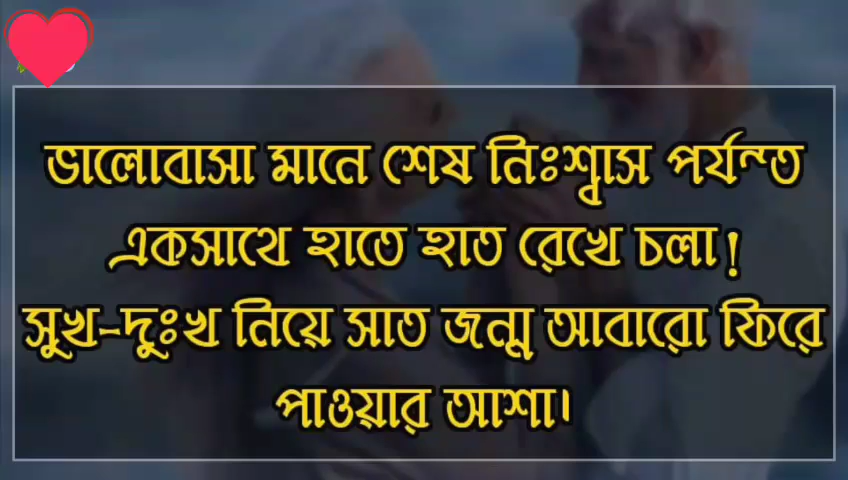 ভালোবাসা মানে শেষ নিঃশ্বাস পর্যন্ত
একসাথে হাতে হাত রেখে চলা!
সুখ-দুঃখ নিয়ে সাত জন্ম আবারো ফিরে
পাওয়ার আশা।